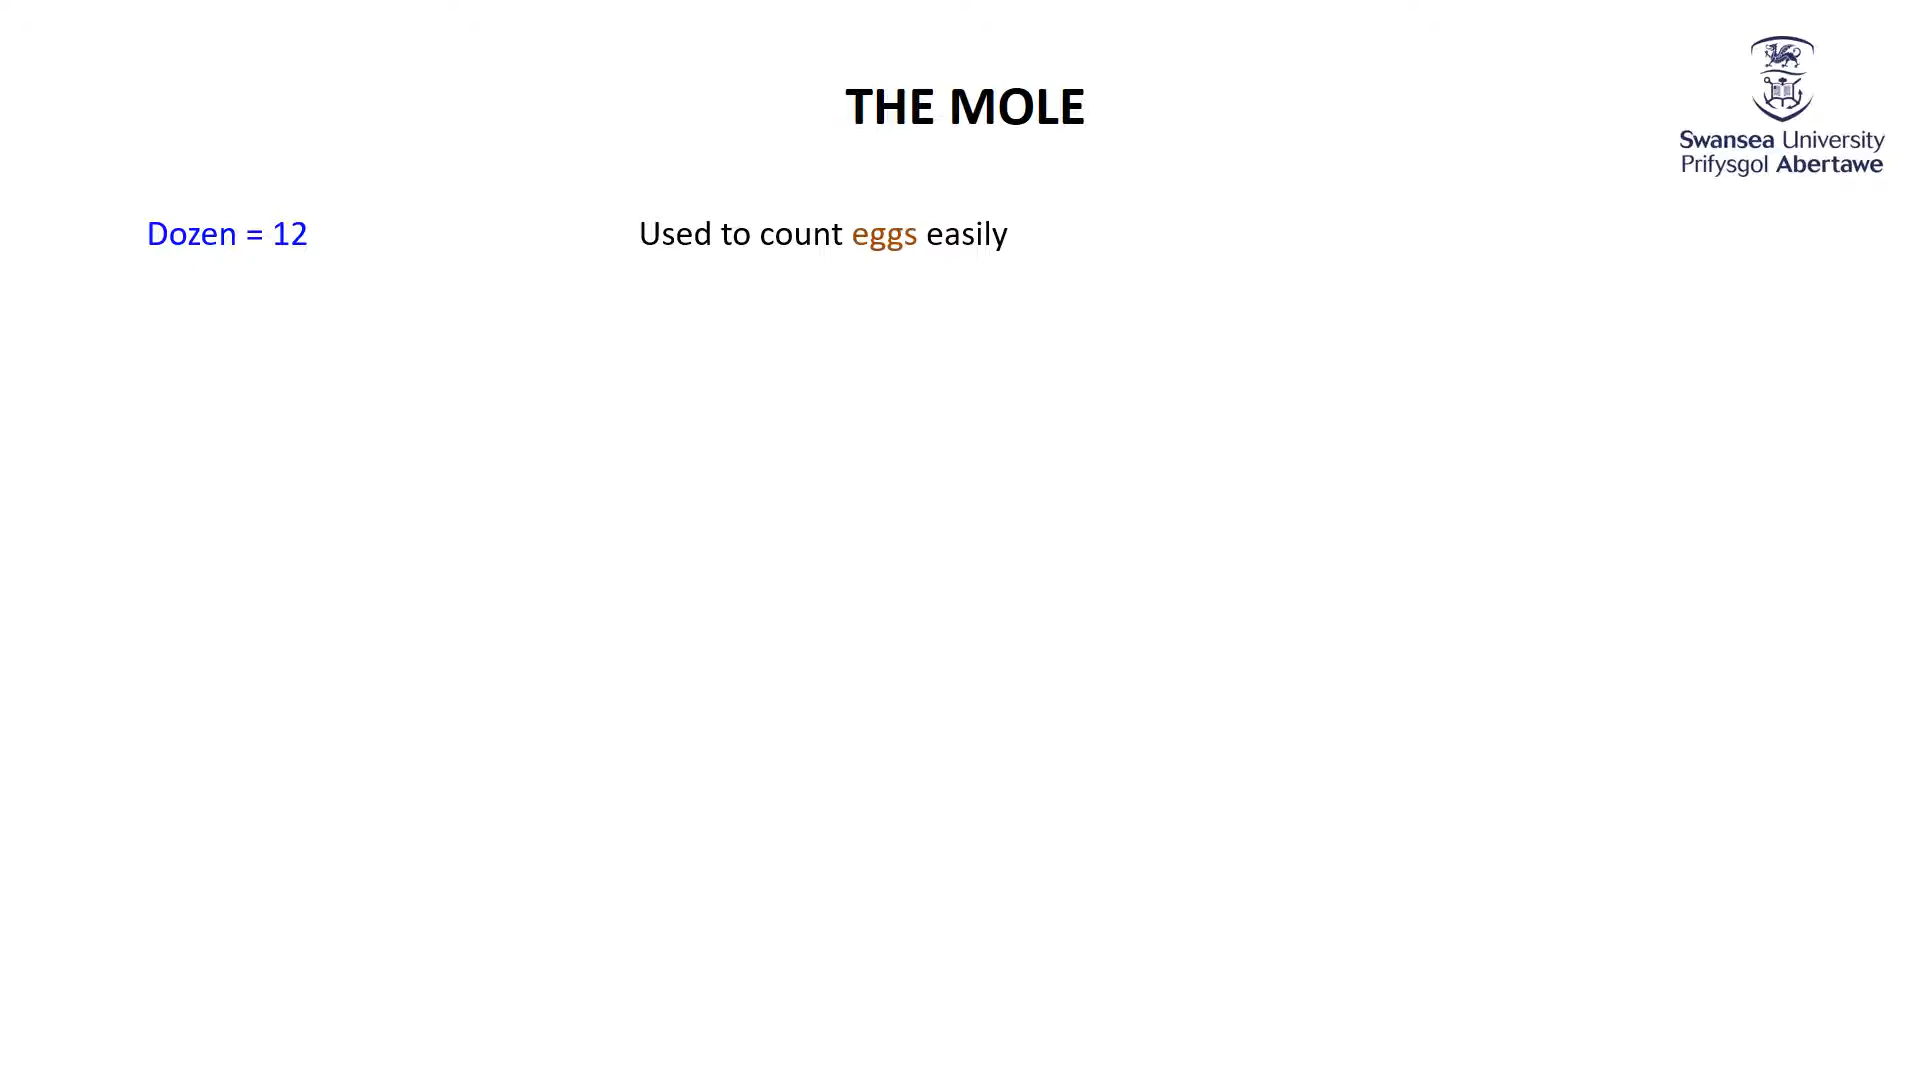 THE MOLE
Swansea University
Prifysgol Abertawe
Dozen = 12
Used to count eggs easily